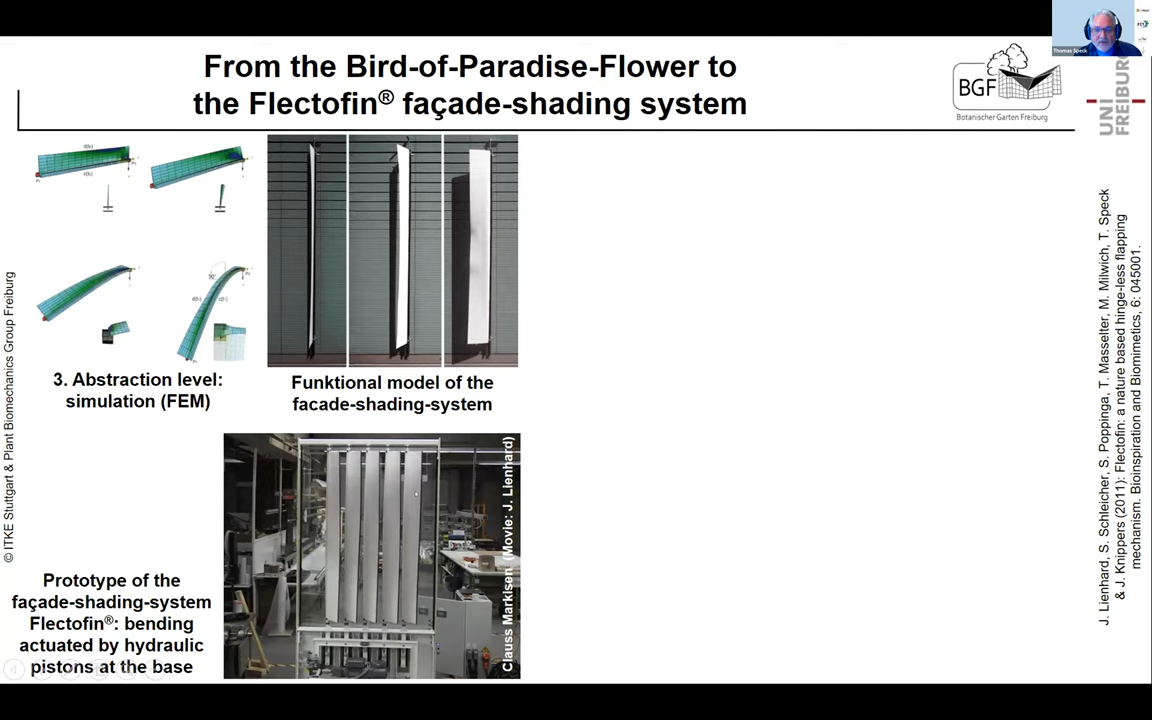 From the Bird-of-Paradise-Flower to
the Flectofin® façade-shading system
BGF
Botanischer Garten Freiburg
UNI
FREIBURG
Thomas Speck
3. Abstraction level:
simulation (FEM)
Funktional model of the
facade-shading-system
Prototype of the
façade-shading-system
Flectofin®: bending
actuated by hydraulic
pistons at the base
Clauss Markisen (Movie: J. Lienhard)
© ITKE Stuttgart & Plant Biomechanics Group Freiburg
J. Lienhard, S. Schleicher, S. Poppinga, T. Masselter, M. Milwich, T. Speck
& J. Knippers (2011): Flectofin: a nature based hinge-less flapping
mechanism. Bioinspiration and Biomimetics, 6: 045001.